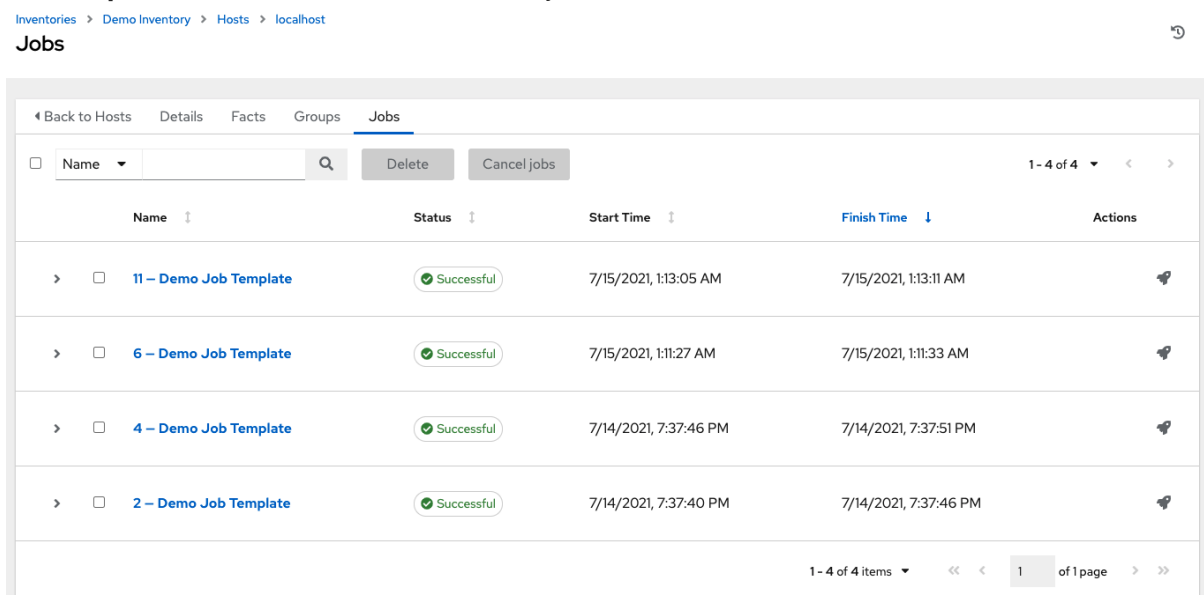 Inventories > Demo Inventory > Hosts > localhost
Jobs
Back to Hosts Details Facts Groups Jobs
Name Delete Cancel jobs 1 - 4 of 4
Name Status Start Time Finish Time Actions
11 – Demo Job Template Successful 7/15/2021, 1:13:05 AM 7/15/2021, 1:13:11 AM
6 – Demo Job Template Successful 7/15/2021, 1:11:27 AM 7/15/2021, 1:11:33 AM
4 – Demo Job Template Successful 7/14/2021, 7:37:46 PM 7/14/2021, 7:37:51 PM
2 – Demo Job Template Successful 7/14/2021, 7:37:40 PM 7/14/2021, 7:37:46 PM
1 - 4 of 4 items 1 of 1 page